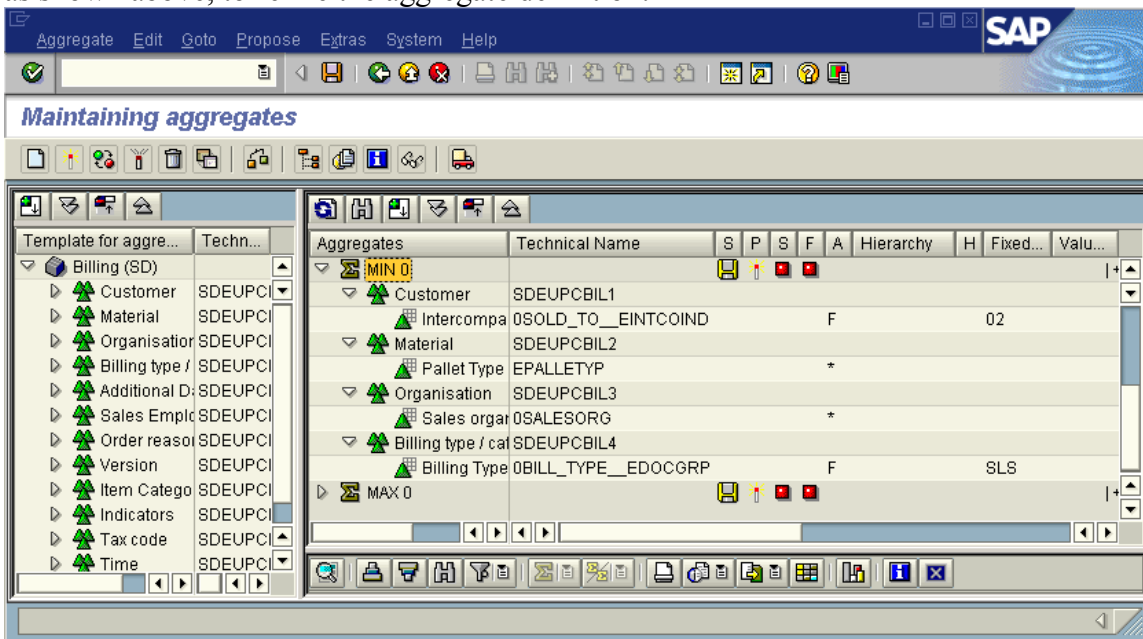 Aggregate Edit Goto Propose Extras System Help
SAP
Maintaining aggregates
Template for aggre... Techn...
Billing (SD)
Customer SDEUPCI
Material SDEUPCI
Organisation SDEUPCI
Billing type / SDEUPCI
Additional D SDEUPCI
Sales Emplo SDEUPCI
Order reason SDEUPCI
Version SDEUPCI
Item Catego SDEUPCI
Indicators SDEUPCI
Tax code SDEUPCI
Time SDEUPCI
Aggregates Technical Name S P S F A Hierarchy H Fixed... Valu...
MIN 0
Customer SDEUPCBIL1
Intercompa 0SOLD_TO__EINTCOIND F 02
Material SDEUPCBIL2
Pallet Type EPALLETYP *
Organisation SDEUPCBIL3
Sales organ 0SALESORG *
Billing type / cat SDEUPCBIL4
Billing Type 0BILL_TYPE__EDOCGRP F SLS
MAX 0